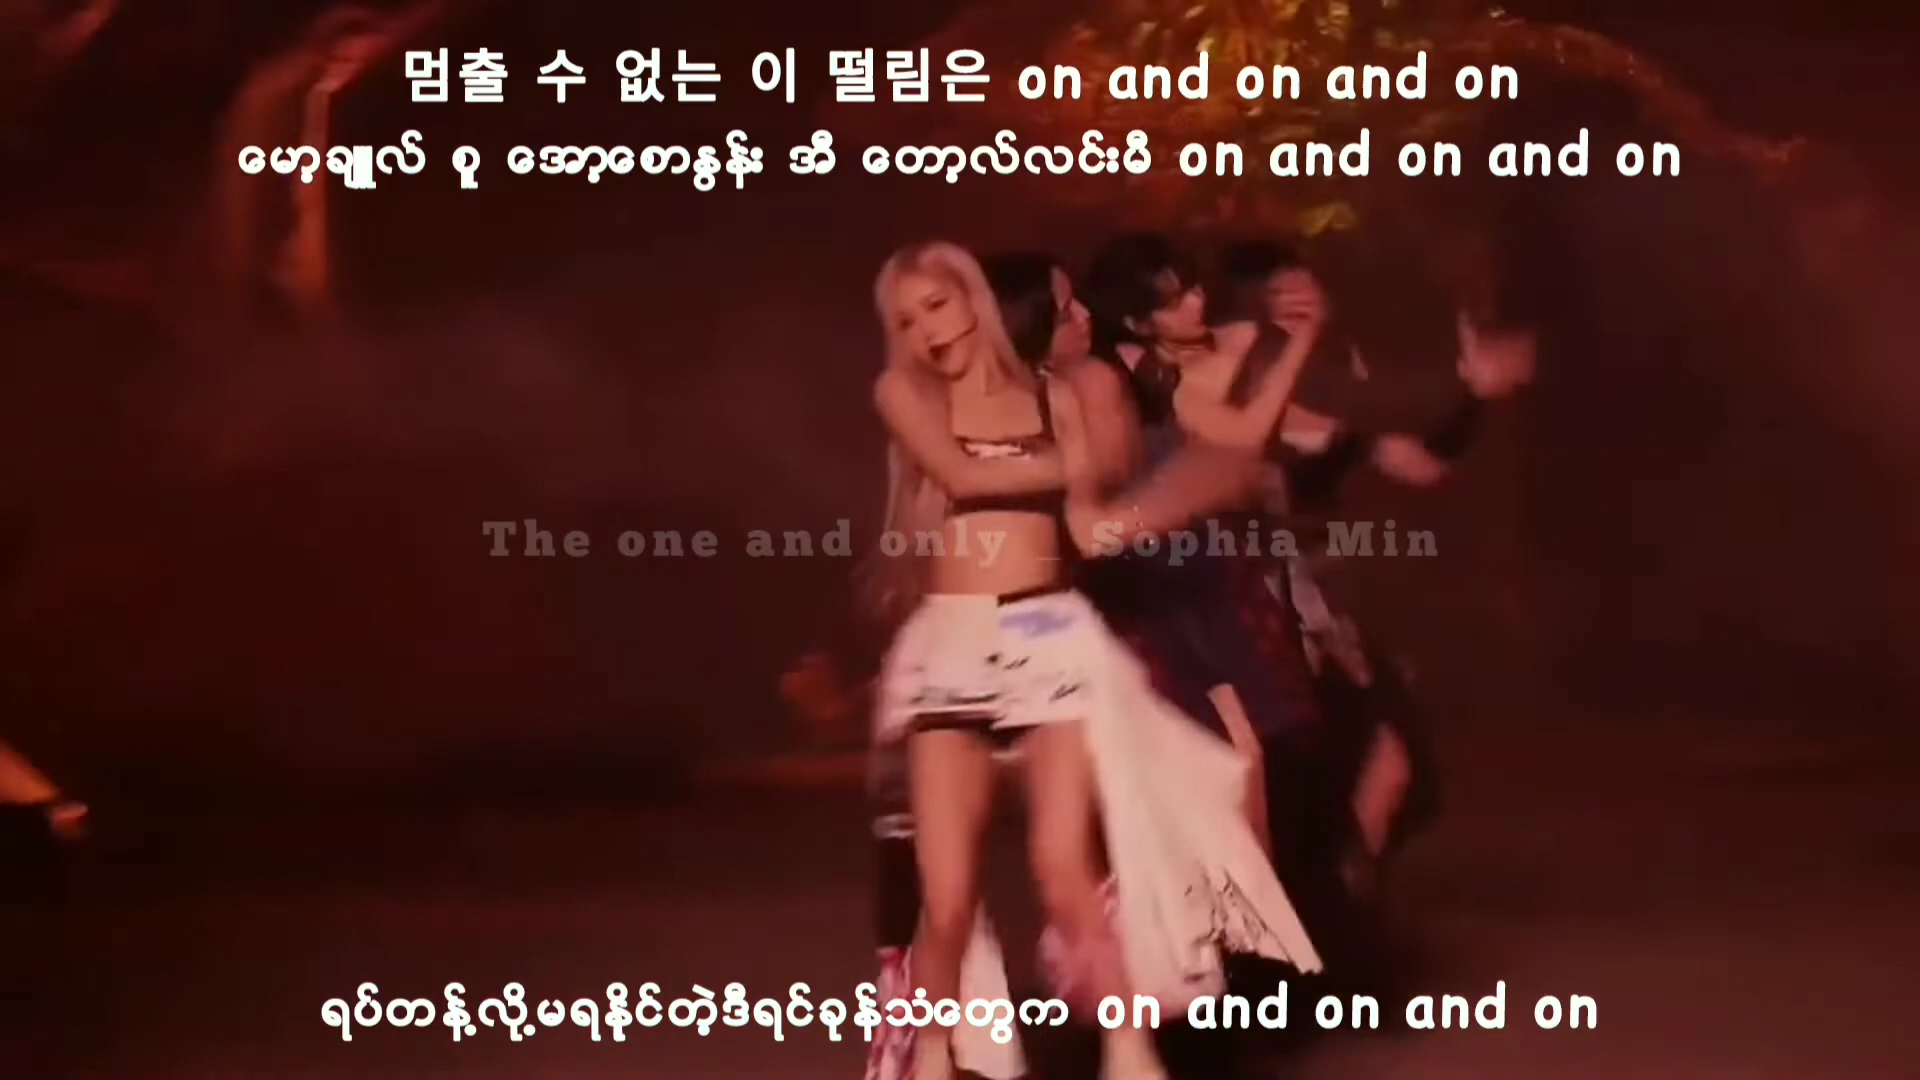 멈출 수 없는 이 떨림은 on and on and on
မော့ချူလ် စူ အော့စောနွန်း အီ တော့လ်လင်းမီ on and on and on
The one and only _ Sophia Min
ရပ်တန့်လို့မရနိုင်တဲ့ဒီရင်ခုန်သံတွေက on and on and on